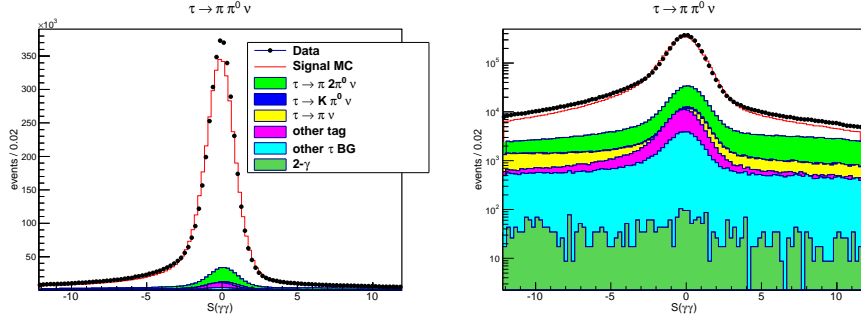 τ → π π⁰ ν
×10³
events / 0.02
350
300
250
200
150
100
50
0
-10
-5
0
5
10
S(γγ)
Data
Signal MC
τ → π 2π⁰ ν
τ → K π⁰ ν
τ → π ν
other tag
other τ BG
2-γ
τ → π π⁰ ν
events / 0.02
10⁵
10⁴
10³
10²
10
-10
-5
0
5
10
S(γγ)